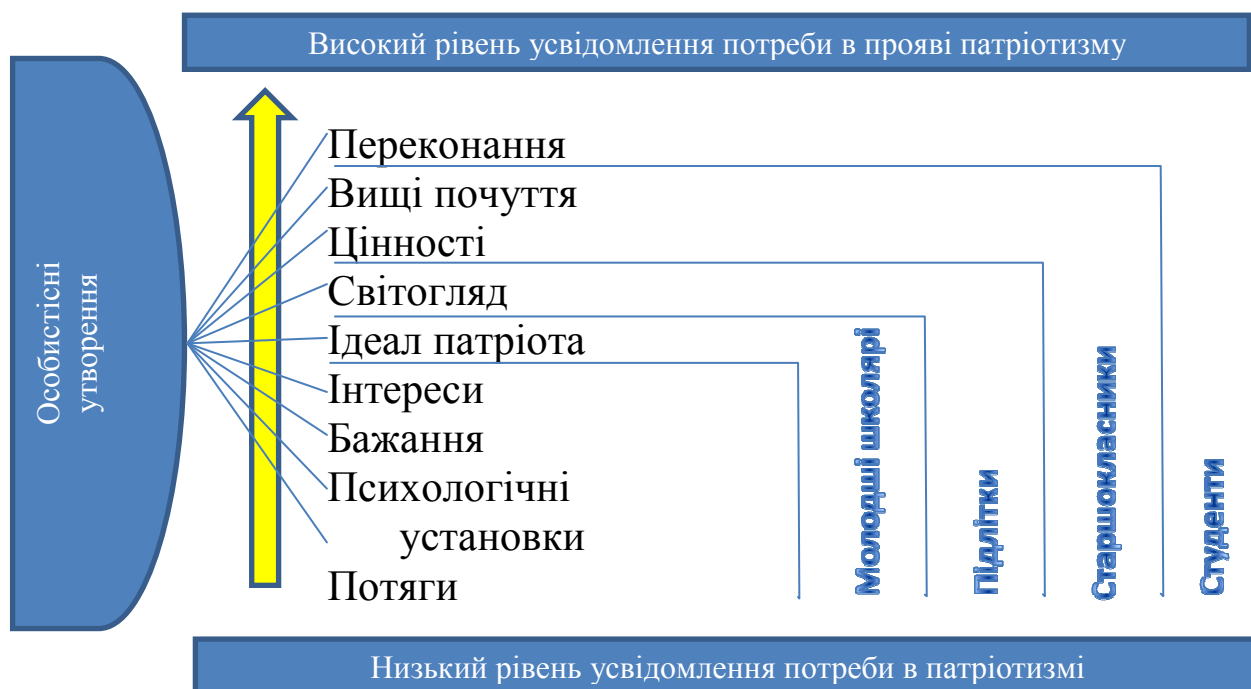 Високий рівень усвідомлення потреби в прояві патріотизму
Особистісні
утворення
Переконання
Вищі почуття
Цінності
Світогляд
Ідеал патріота
Інтереси
Бажання
Психологічні
установки
Потяги
Молодші школярі
Підлітки
Старшокласники
Студенти
Низький рівень усвідомлення потреби в патріотизмі